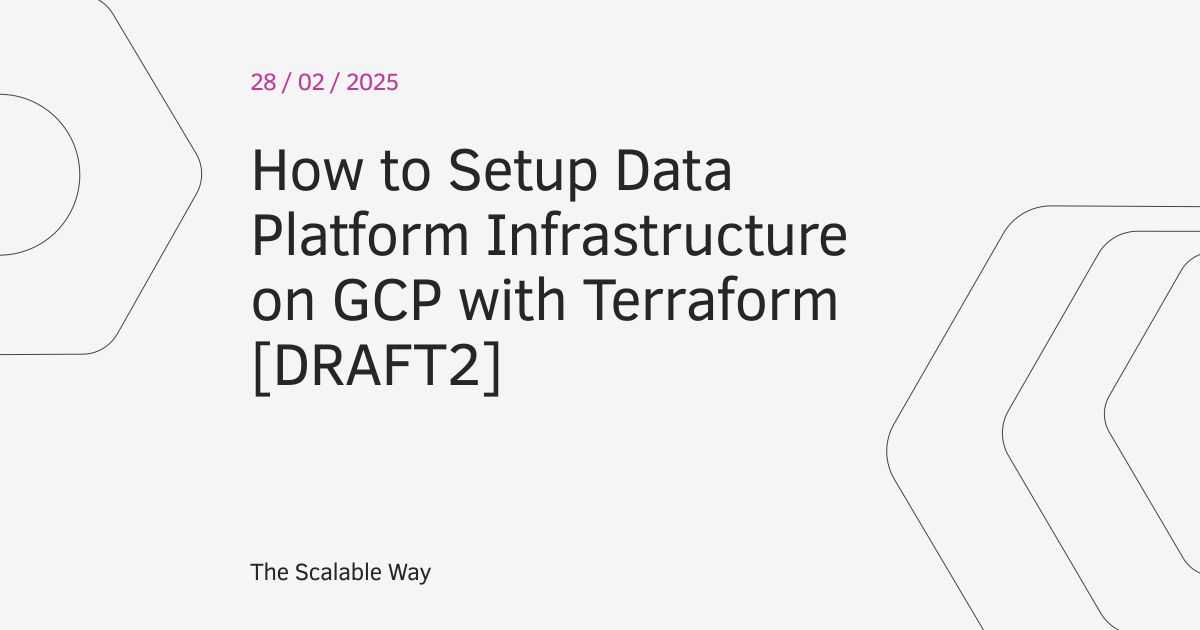 28 / 02 / 2025
How to Setup Data
Platform Infrastructure
on GCP with Terraform
[DRAFT2]
The Scalable Way